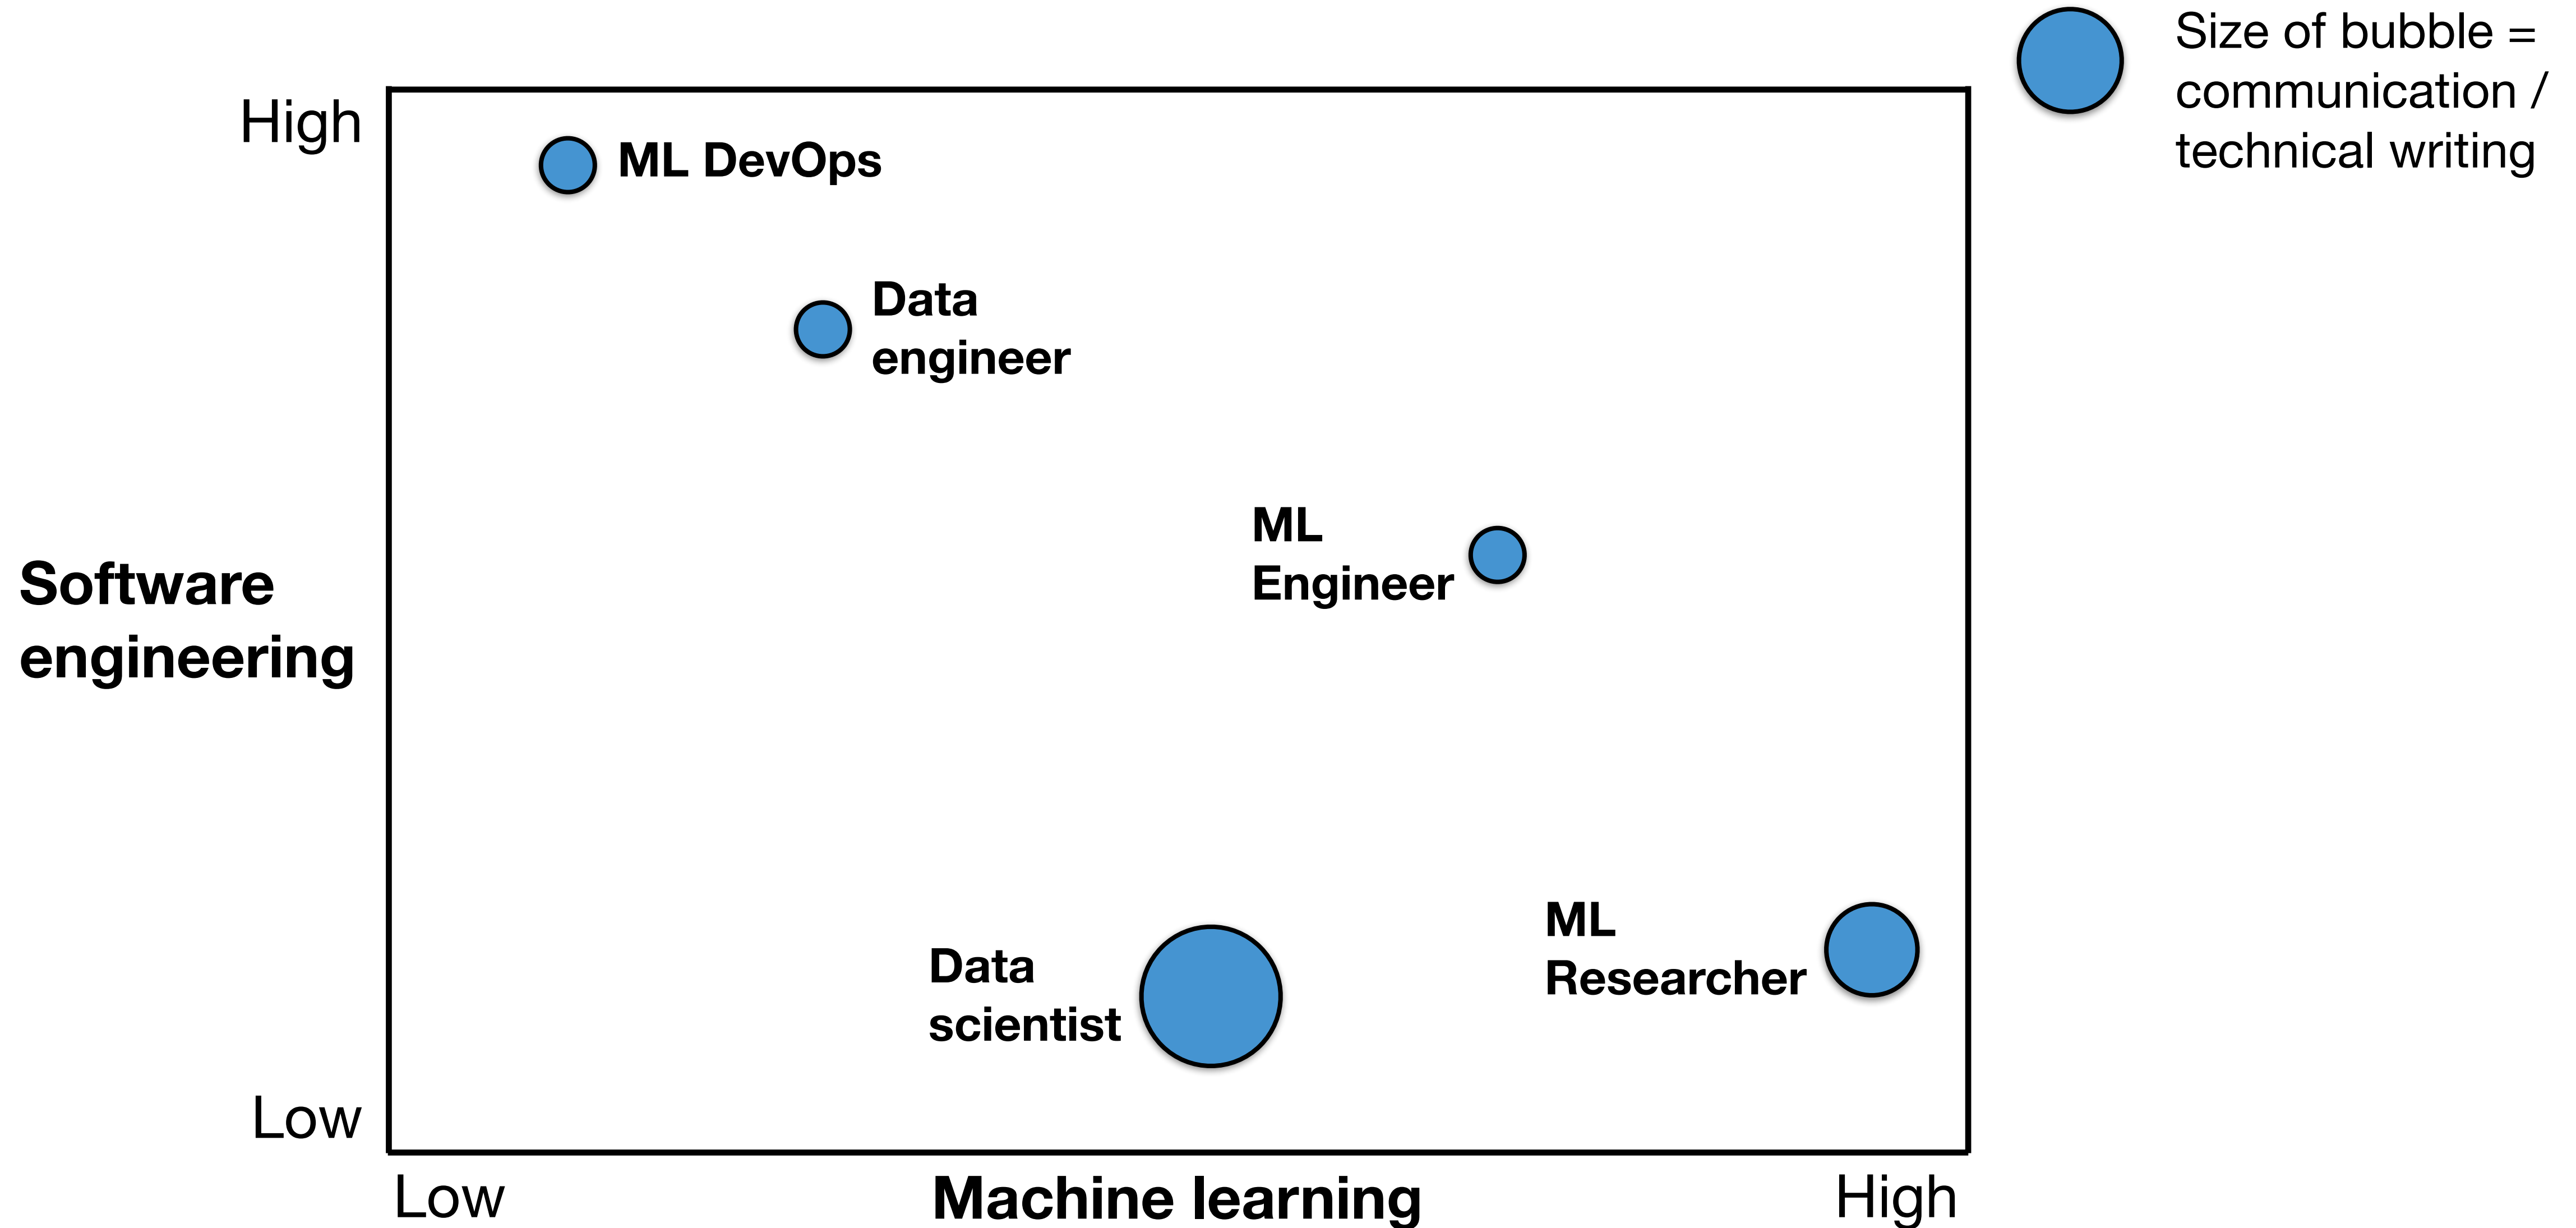 Size of bubble =
communication /
technical writing
High
ML DevOps
Data
engineer
ML
Engineer
Software
engineering
ML
Researcher
Data
scientist
Low
Low
Machine learning
High